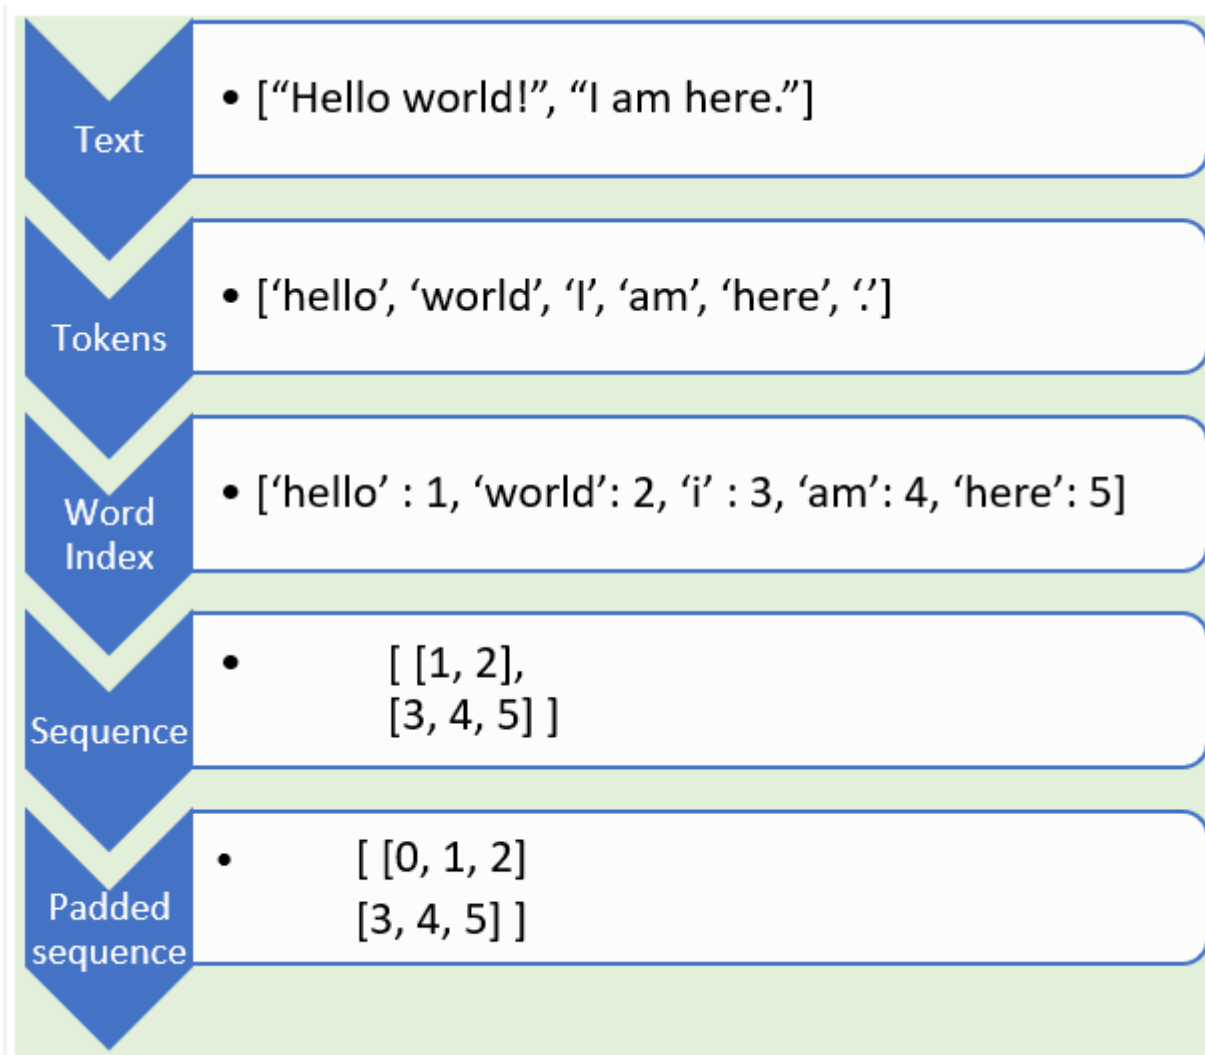 Text
• [“Hello world!”, “I am here.”]
Tokens
• [‘hello’, ‘world’, ‘I’, ‘am’, ‘here’, ‘.’]
Word
Index
• [‘hello’ : 1, ‘world’: 2, ‘i’ : 3, ‘am’: 4, ‘here’: 5]
Sequence
• [ [1, 2],
[3, 4, 5] ]
Padded
sequence
• [ [0, 1, 2]
[3, 4, 5] ]